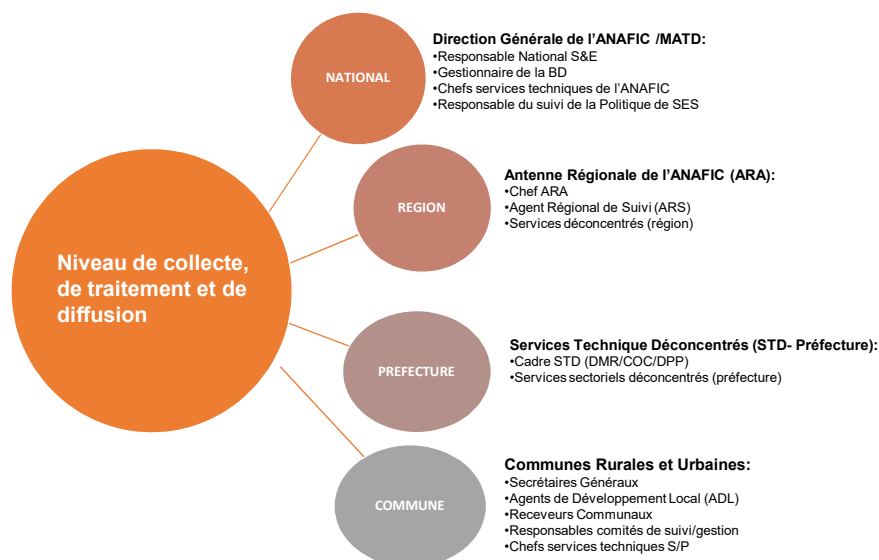 Direction Générale de l'ANAFIC /MATD:
•Responsable National S&E
•Gestionnaire de la BD
•Chefs services techniques de l'ANAFIC
•Responsable du suivi de la Politique de SES
NATIONAL
Antenne Régionale de l'ANAFIC (ARA):
•Chef ARA
•Agent Régional de Suivi (ARS)
•Services déconcentrés (région)
REGION
Niveau de collecte,
de traitement et de
diffusion
Services Technique Déconcentrés (STD- Préfecture):
•Cadre STD (DMR/COC/DPP)
•Services sectoriels déconcentrés (préfecture)
PREFECTURE
Communes Rurales et Urbaines:
•Secrétaires Généraux
•Agents de Développement Local (ADL)
•Receveurs Communaux
•Responsables comités de suivi/gestion
•Chefs services techniques S/P
COMMUNE